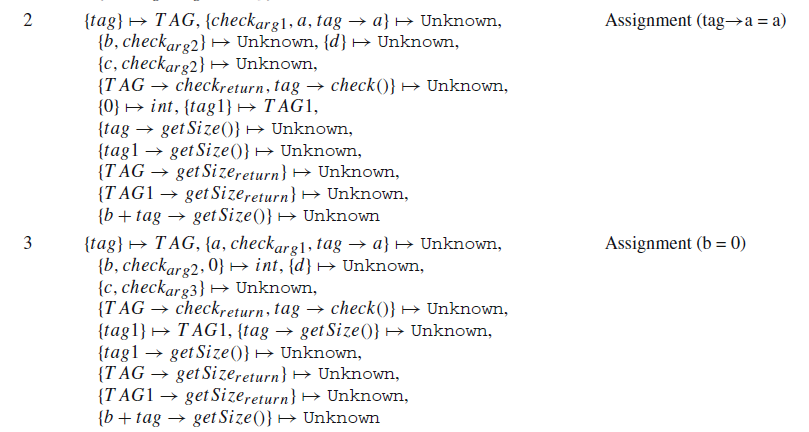 2 {tag} ↦ TAG, {check_arg1, a, tag → a} ↦ Unknown, Assignment (tag→a = a)
{b, check_arg2} ↦ Unknown, {d} ↦ Unknown,
{c, check_arg2} ↦ Unknown,
{TAG → check_return, tag → check()} ↦ Unknown,
{0} ↦ int, {tag1} ↦ TAG1,
{tag → getSize()} ↦ Unknown,
{tag1 → getSize()} ↦ Unknown,
{TAG → getSize_return} ↦ Unknown,
{TAG1 → getSize_return} ↦ Unknown,
{b + tag → getSize()} ↦ Unknown
3 {tag} ↦ TAG, {a, check_arg1, tag → a} ↦ Unknown, Assignment (b = 0)
{b, check_arg2, 0} ↦ int, {d} ↦ Unknown,
{c, check_arg3} ↦ Unknown,
{TAG → check_return, tag → check()} ↦ Unknown,
{tag1} ↦ TAG1, {tag → getSize()} ↦ Unknown,
{tag1 → getSize()} ↦ Unknown,
{TAG → getSize_return} ↦ Unknown,
{TAG1 → getSize_return} ↦ Unknown,
{b + tag → getSize()} ↦ Unknown